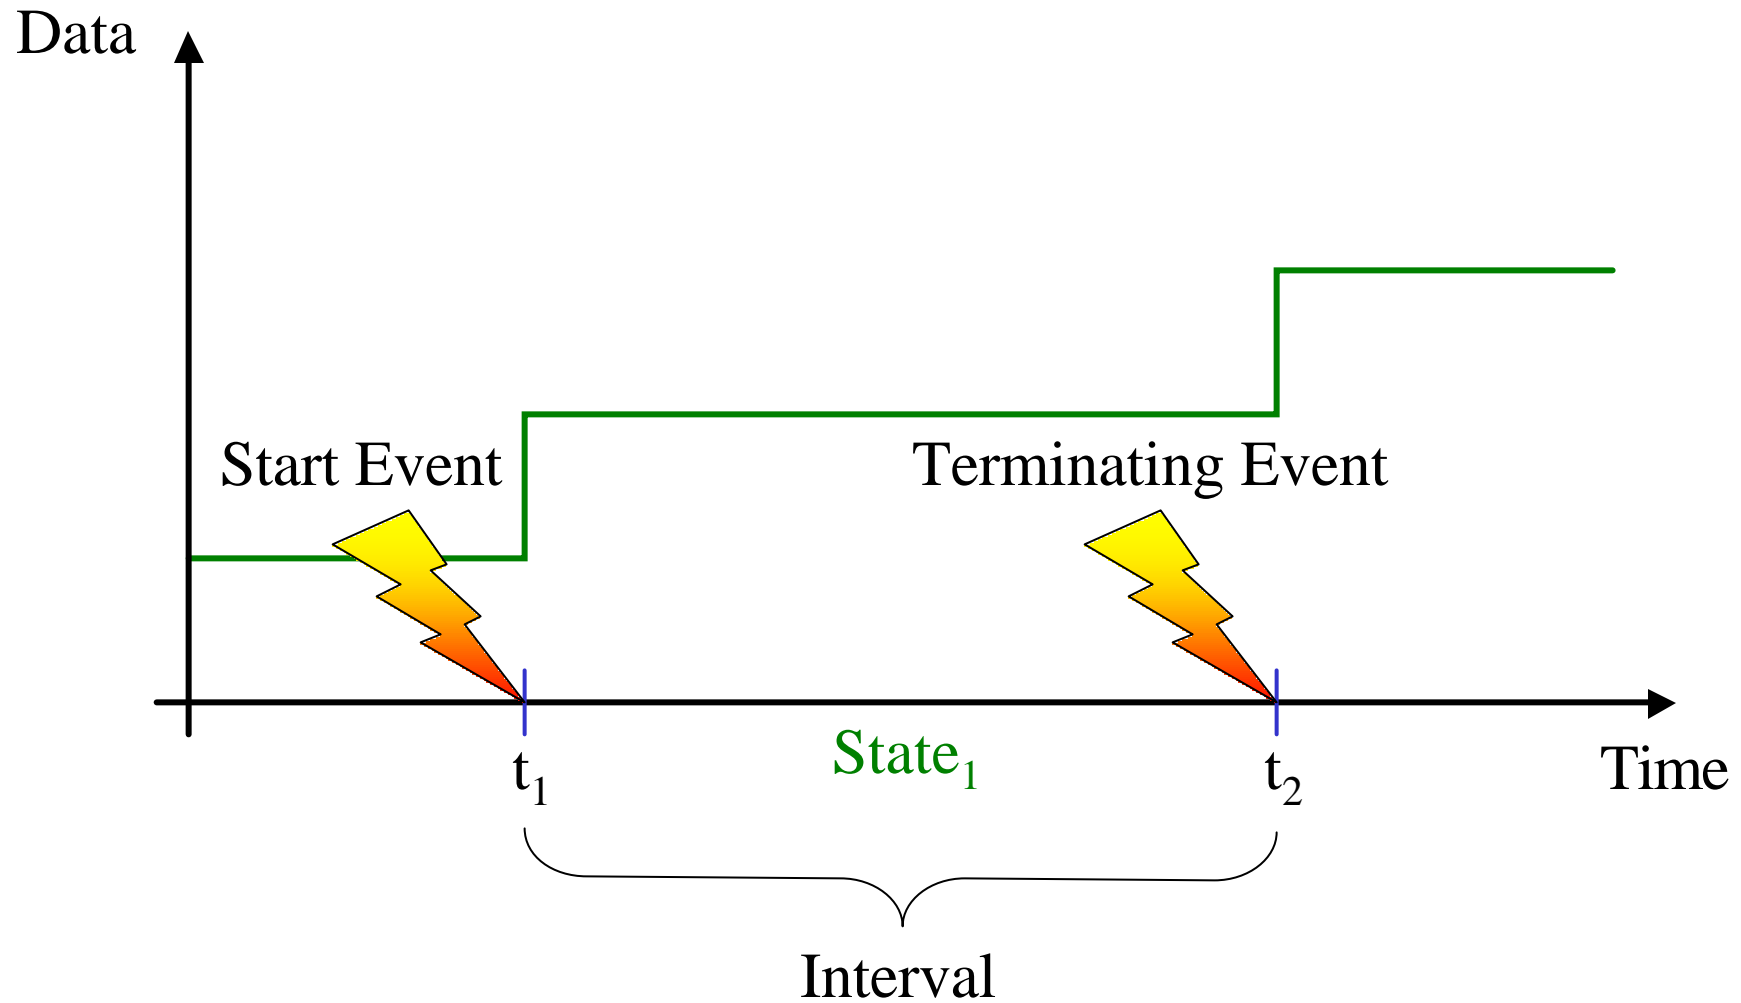 Data
Start Event
Terminating Event
t₁
State₁
t₂
Time
Interval